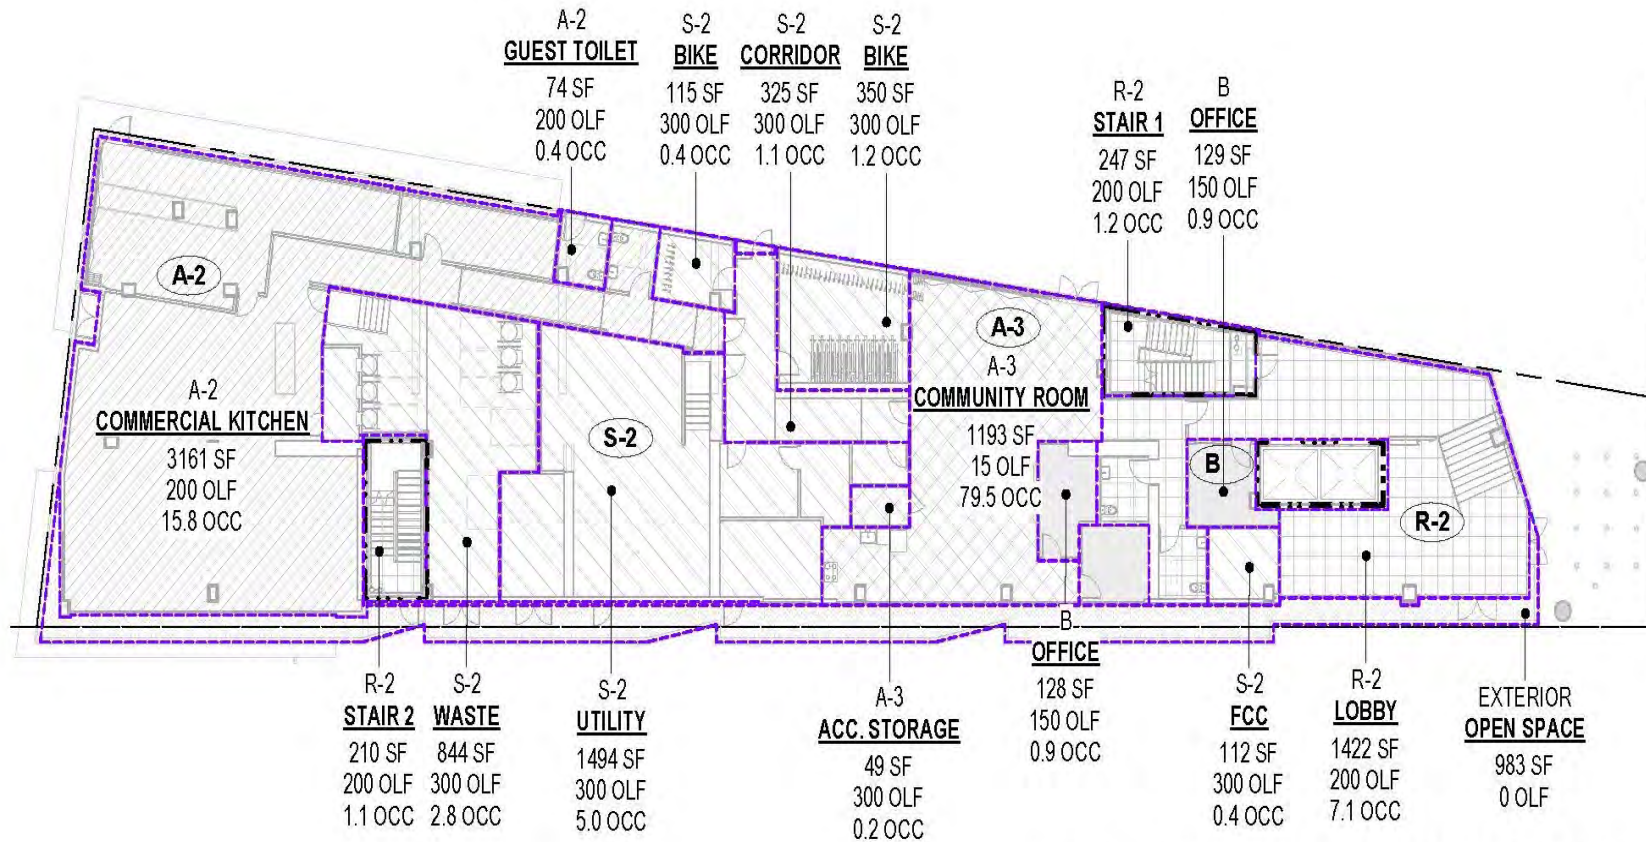 A-2
GUEST TOILET
74 SF
200 OLF
0.4 OCC
S-2
BIKE
115 SF
300 OLF
0.4 OCC
S-2
CORRIDOR
325 SF
300 OLF
1.1 OCC
S-2
BIKE
350 SF
300 OLF
1.2 OCC
R-2
STAIR 1
247 SF
200 OLF
1.2 OCC
B
OFFICE
129 SF
150 OLF
0.9 OCC
A-2
A-2
COMMERCIAL KITCHEN
3161 SF
200 OLF
15.8 OCC
S-2
A-3
A-3
COMMUNITY ROOM
1193 SF
15 OLF
79.5 OCC
B
R-2
R-2
STAIR 2
210 SF
200 OLF
1.1 OCC
S-2
WASTE
844 SF
300 OLF
2.8 OCC
S-2
UTILITY
1494 SF
300 OLF
5.0 OCC
A-3
ACC. STORAGE
49 SF
300 OLF
0.2 OCC
B
OFFICE
128 SF
150 OLF
0.9 OCC
S-2
FCC
112 SF
300 OLF
0.4 OCC
R-2
LOBBY
1422 SF
200 OLF
7.1 OCC
EXTERIOR
OPEN SPACE
983 SF
0 OLF